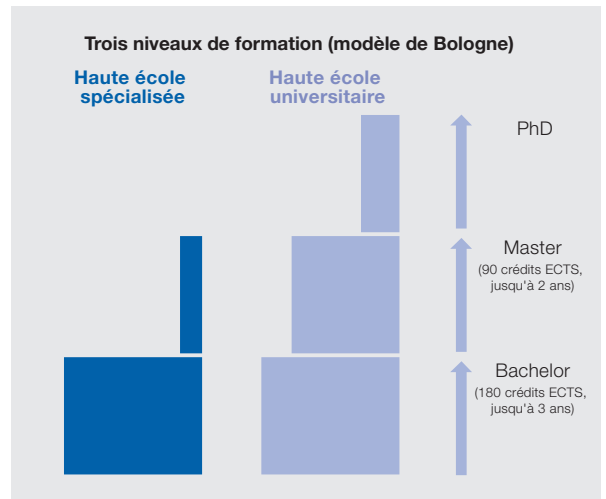 Trois niveaux de formation (modèle de Bologne)
Haute école
spécialisée
Haute école
universitaire
PhD
Master
(90 crédits ECTS,
jusqu'à 2 ans)
Bachelor
(180 crédits ECTS,
jusqu'à 3 ans)